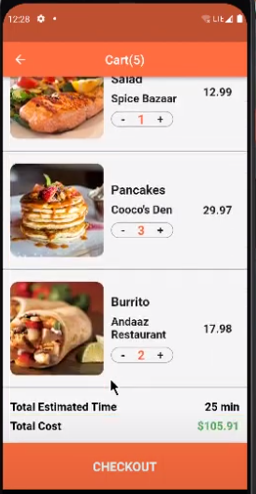 12:28
LTE
Cart(5)
Salad
Spice Bazaar
12.99
- 1 +
Pancakes
Cooco's Den
29.97
- 3 +
Burrito
Andaaz
Restaurant
17.98
- 2 +
Total Estimated Time 25 min
Total Cost $105.91
CHECKOUT